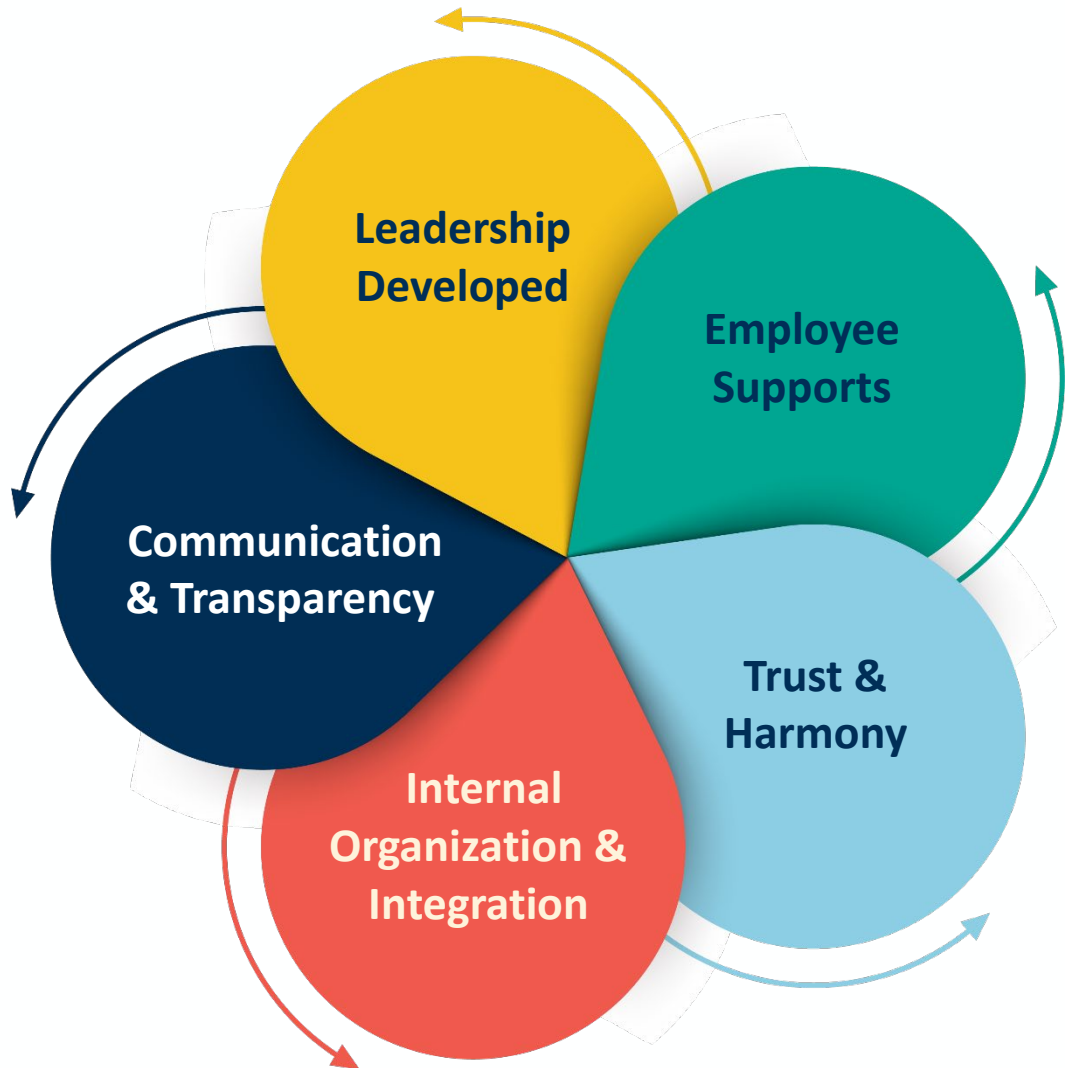 Leadership
Developed
Employee
Supports
Trust &
Harmony
Internal
Organization &
Integration
Communication
& Transparency